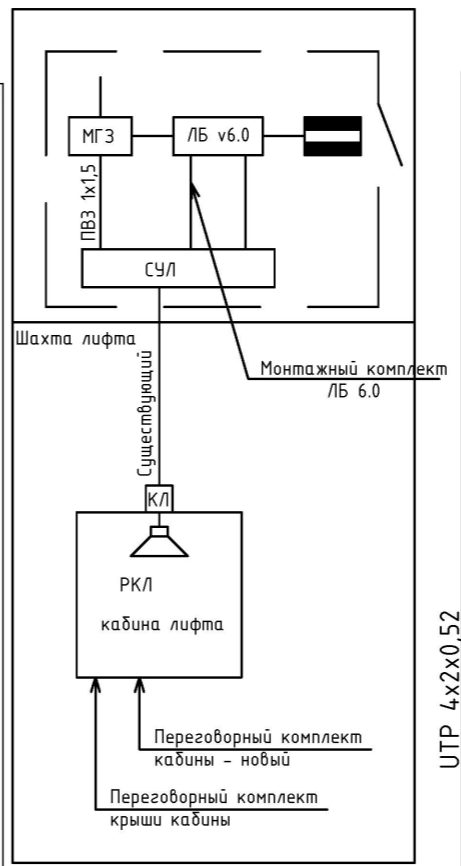 МГЗ
ЛБ v6.0
ПВЗ 1х1,5
СУЛ
Шахта лифта
Монтажный комплект
ЛБ 6.0
Существующий
КЛ
РКЛ
кабина лифта
UTP 4x2x0,52
Переговорный комплект
кабины - новый
Переговорный комплект
крыши кабины